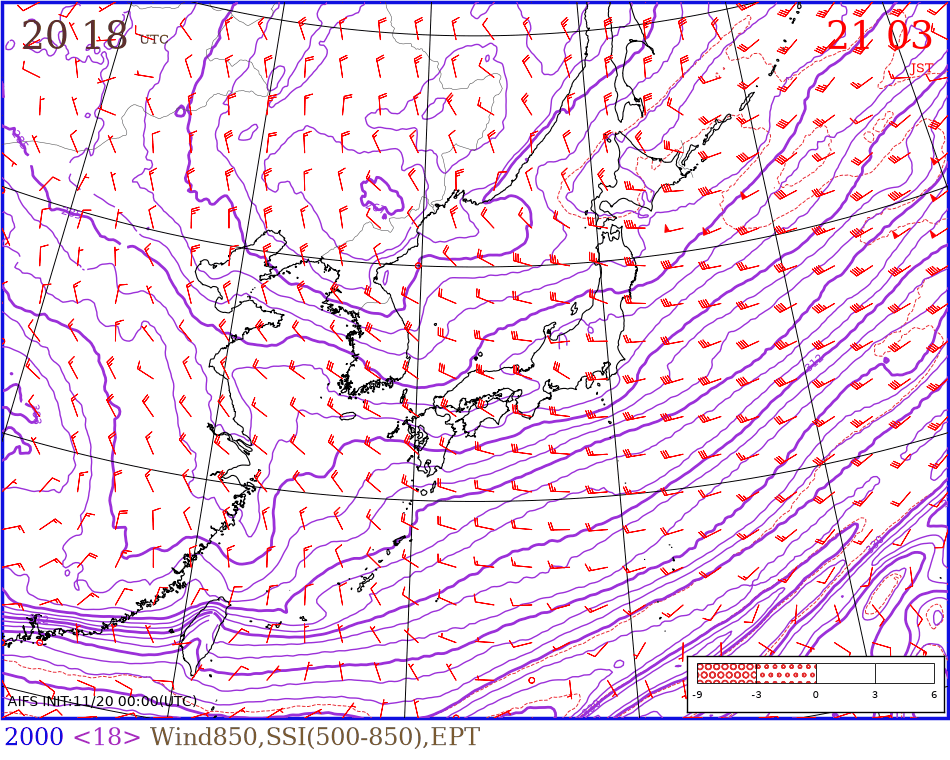 20 18 UTC
21 03
JST
AIFS INIT:11/20 00:00(UTC)
-9 -3 0 3 6
2000 <18> Wind850,SSI(500-850),EPT